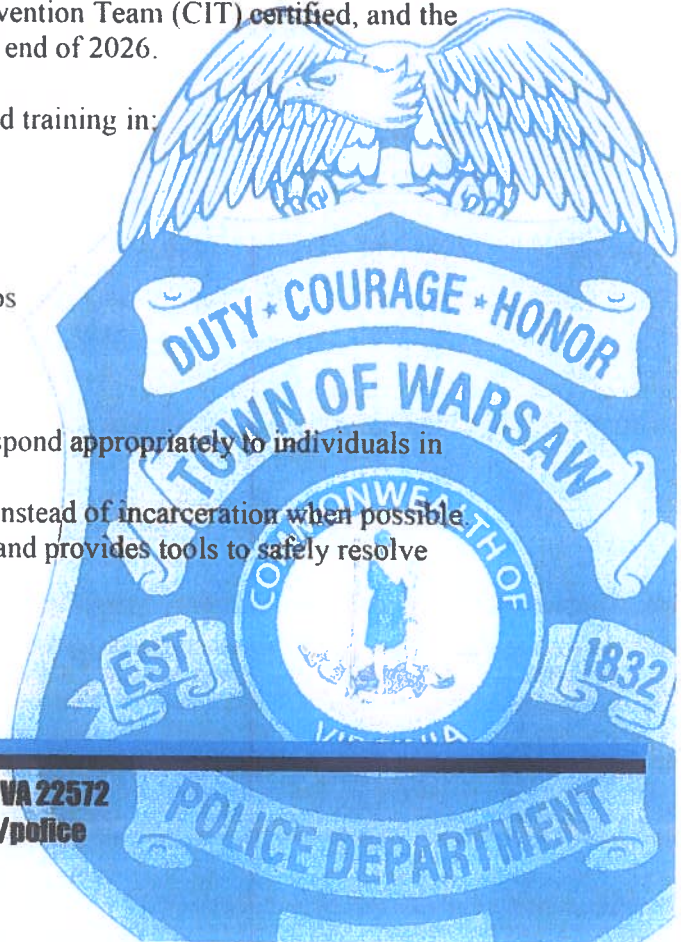 vention Team (CIT) certified, and the
end of 2026.
d training in:
os
spond appropriately to individuals in
nstead of incarceration when possible.
and provides tools to safely resolve
DUTY ★ COURAGE ★ HONOR
TOWN OF WARSAW
COMMONWEALTH OF
VIRGINIA
EST
1832
VA 22572
/police
POLICE DEPARTMENT